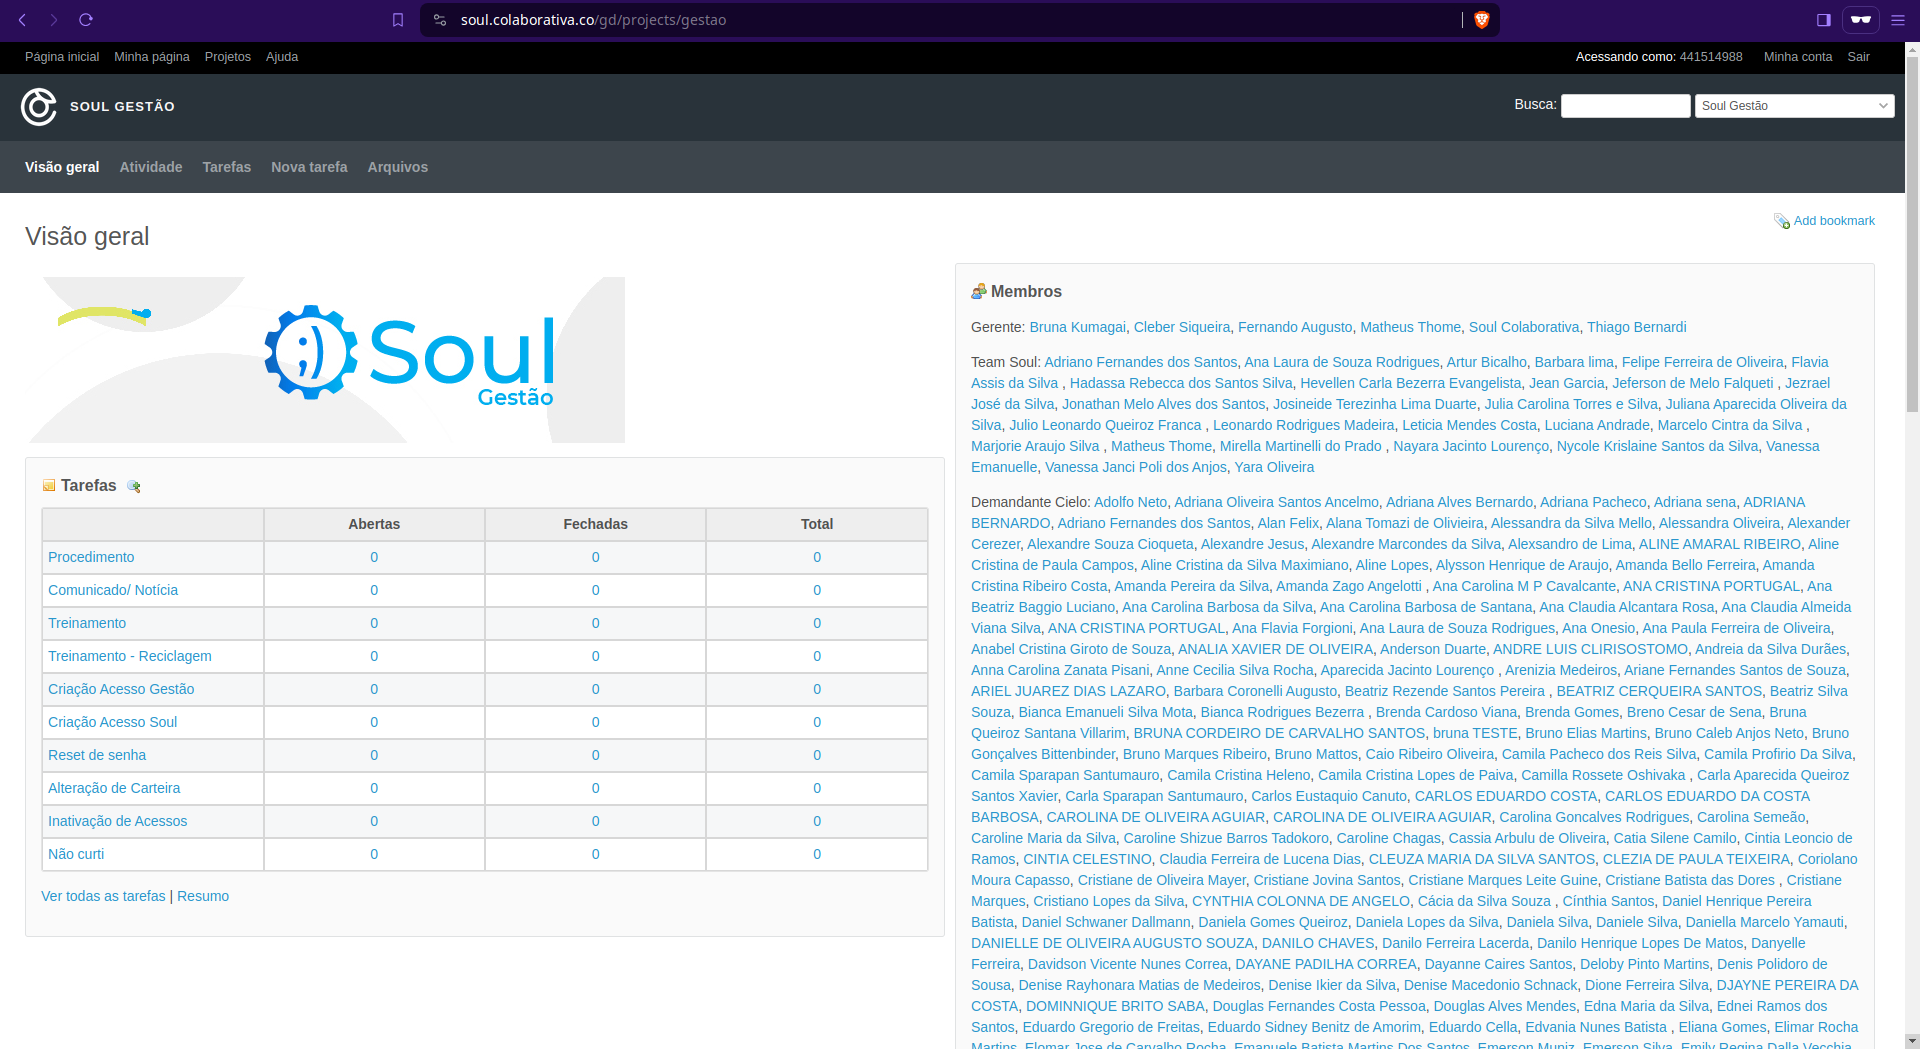 soul.colaborativa.co/gd/projects/gestao
Página inicial Minha página Projetos Ajuda
Acessando como: 441514988 Minha conta Sair
SOUL GESTÃO
Busca: Soul Gestão
Visão geral Atividade Tarefas Nova tarefa Arquivos
Add bookmark
Visão geral
;) Soul
Gestão
Tarefas
Abertas Fechadas Total
Procedimento 0 0 0
Comunicado/ Notícia 0 0 0
Treinamento 0 0 0
Treinamento - Reciclagem 0 0 0
Criação Acesso Gestão 0 0 0
Criação Acesso Soul 0 0 0
Reset de senha 0 0 0
Alteração de Carteira 0 0 0
Inativação de Acessos 0 0 0
Não curti 0 0 0
Ver todas as tarefas | Resumo
Membros
Gerente: Bruna Kumagai, Cleber Siqueira, Fernando Augusto, Matheus Thome, Soul Colaborativa, Thiago Bernardi
Team Soul: Adriano Fernandes dos Santos, Ana Laura de Souza Rodrigues, Artur Bicalho, Barbara lima, Felipe Ferreira de Oliveira, Flavia
Assis da Silva , Hadassa Rebecca dos Santos Silva, Hevellen Carla Bezerra Evangelista, Jean Garcia, Jeferson de Melo Falqueti , Jezrael
José da Silva, Jonathan Melo Alves dos Santos, Josineide Terezinha Lima Duarte, Julia Carolina Torres e Silva, Juliana Aparecida Oliveira da
Silva, Julio Leonardo Queiroz Franca , Leonardo Rodrigues Madeira, Leticia Mendes Costa, Luciana Andrade, Marcelo Cintra da Silva ,
Marjorie Araujo Silva , Matheus Thome, Mirella Martinelli do Prado , Nayara Jacinto Lourenço, Nycole Krislaine Santos da Silva, Vanessa
Emanuelle, Vanessa Janci Poli dos Anjos, Yara Oliveira
Demandante Cielo: Adolfo Neto, Adriana Oliveira Santos Ancelmo, Adriana Alves Bernardo, Adriana Pacheco, Adriana sena, ADRIANA
BERNARDO, Adriano Fernandes dos Santos, Alan Felix, Alana Tomazi de Olivieira, Alessandra da Silva Mello, Alessandra Oliveira, Alexander
Cerezer, Alexandre Souza Cioqueta, Alexandre Jesus, Alexandre Marcondes da Silva, Alexsandro de Lima, ALINE AMARAL RIBEIRO, Aline
Cristina de Paula Campos, Aline Cristina da Silva Maximiano, Aline Lopes, Alysson Henrique de Araujo, Amanda Bello Ferreira, Amanda
Cristina Ribeiro Costa, Amanda Pereira da Silva, Amanda Zago Angelotti , Ana Carolina M P Cavalcante, ANA CRISTINA PORTUGAL, Ana
Beatriz Baggio Luciano, Ana Carolina Barbosa da Silva, Ana Carolina Barbosa de Santana, Ana Claudia Alcantara Rosa, Ana Claudia Almeida
Viana Silva, ANA CRISTINA PORTUGAL, Ana Flavia Forgioni, Ana Laura de Souza Rodrigues, Ana Onesio, Ana Paula Ferreira de Oliveira,
Anabel Cristina Giroto de Souza, ANALIA XAVIER DE OLIVEIRA, Anderson Duarte, ANDRE LUIS CLIRISOSTOMO, Andreia da Silva Durães,
Anna Carolina Zanata Pisani, Anne Cecilia Silva Rocha, Aparecida Jacinto Lourenço , Arenizia Medeiros, Ariane Fernandes Santos de Souza,
ARIEL JUAREZ DIAS LAZARO, Barbara Coronelli Augusto, Beatriz Rezende Santos Pereira , BEATRIZ CERQUEIRA SANTOS, Beatriz Silva
Souza, Bianca Emanueli Silva Mota, Bianca Rodrigues Bezerra , Brenda Cardoso Viana, Brenda Gomes, Breno Cesar de Sena, Bruna
Queiroz Santana Villarim, BRUNA CORDEIRO DE CARVALHO SANTOS, bruna TESTE, Bruno Elias Martins, Bruno Caleb Anjos Neto, Bruno
Gonçalves Bittenbinder, Bruno Marques Ribeiro, Bruno Mattos, Caio Ribeiro Oliveira, Camila Pacheco dos Reis Silva, Camila Profirio Da Silva,
Camila Sparapan Santumauro, Camila Cristina Heleno, Camila Cristina Lopes de Paiva, Camilla Rossete Oshivaka , Carla Aparecida Queiroz
Santos Xavier, Carla Sparapan Santumauro, Carlos Eustaquio Canuto, CARLOS EDUARDO COSTA, CARLOS EDUARDO DA COSTA
BARBOSA, CAROLINA DE OLIVEIRA AGUIAR, CAROLINA DE OLIVEIRA AGUIAR, Carolina Goncalves Rodrigues, Carolina Semeão,
Caroline Maria da Silva, Caroline Shizue Barros Tadokoro, Caroline Chagas, Cassia Arbulu de Oliveira, Catia Silene Camilo, Cintia Leoncio de
Ramos, CINTIA CELESTINO, Claudia Ferreira de Lucena Dias, CLEUZA MARIA DA SILVA SANTOS, CLEZIA DE PAULA TEIXEIRA, Coriolano
Moura Capasso, Cristiane de Oliveira Mayer, Cristiane Jovina Santos, Cristiane Marques Leite Guine, Cristiane Batista das Dores , Cristiane
Marques, Cristiano Lopes da Silva, CYNTHIA COLONNA DE ANGELO, Cácia da Silva Souza , Cínthia Santos, Daniel Henrique Pereira
Batista, Daniel Schwaner Dallmann, Daniela Gomes Queiroz, Daniela Lopes da Silva, Daniela Silva, Daniele Silva, Daniella Marcelo Yamauti,
DANIELLE DE OLIVEIRA AUGUSTO SOUZA, DANILO CHAVES, Danilo Ferreira Lacerda, Danilo Henrique Lopes De Matos, Danyelle
Ferreira, Davidson Vicente Nunes Correa, DAYANE PADILHA CORREA, Dayanne Caires Santos, Deloby Pinto Martins, Denis Polidoro de
Sousa, Denise Rayhonara Matias de Medeiros, Denise Ikier da Silva, Denise Macedonio Schnack, Dione Ferreira Silva, DJAYNE PEREIRA DA
COSTA, DOMINNIQUE BRITO SABA, Douglas Fernandes Costa Pessoa, Douglas Alves Mendes, Edna Maria da Silva, Ednei Ramos dos
Santos, Eduardo Gregorio de Freitas, Eduardo Sidney Benitz de Amorim, Eduardo Cella, Edvania Nunes Batista , Eliana Gomes, Elimar Rocha
Martins, Elomar Jose de Carvalho Rocha, Emanuele Batista Martins Dos Santos, Emerson Muniz, Emerson Silva, Emily Regina Dalla Vecchia